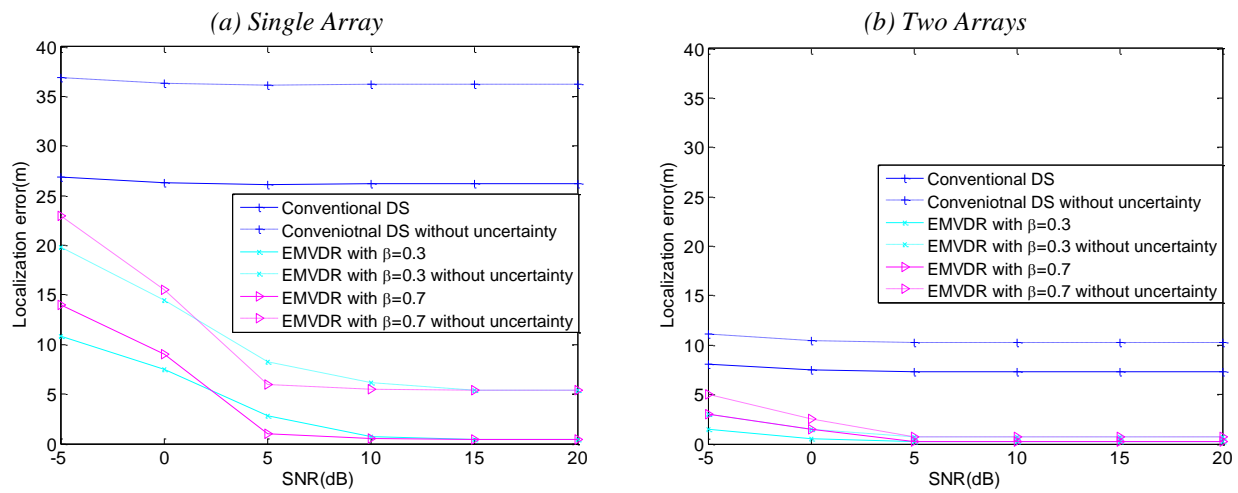 (a) Single Array
40
35
30
25
20
15
10
5
0
-5
0
5
10
15
20
Localization error(m)
SNR(dB)
Conventional DS
Conveniotnal DS without uncertainty
EMVDR with β=0.3
EMVDR with β=0.3 without uncertainty
EMVDR with β=0.7
EMVDR with β=0.7 without uncertainty
(b) Two Arrays
40
35
30
25
20
15
10
5
0
-5
0
5
10
15
20
Localization error(m)
SNR(dB)
Conventional DS
Conveniotnal DS without uncertainty
EMVDR with β=0.3
EMVDR with β=0.3 without uncertainty
EMVDR with β=0.7
EMVDR with β=0.7 without uncertainty